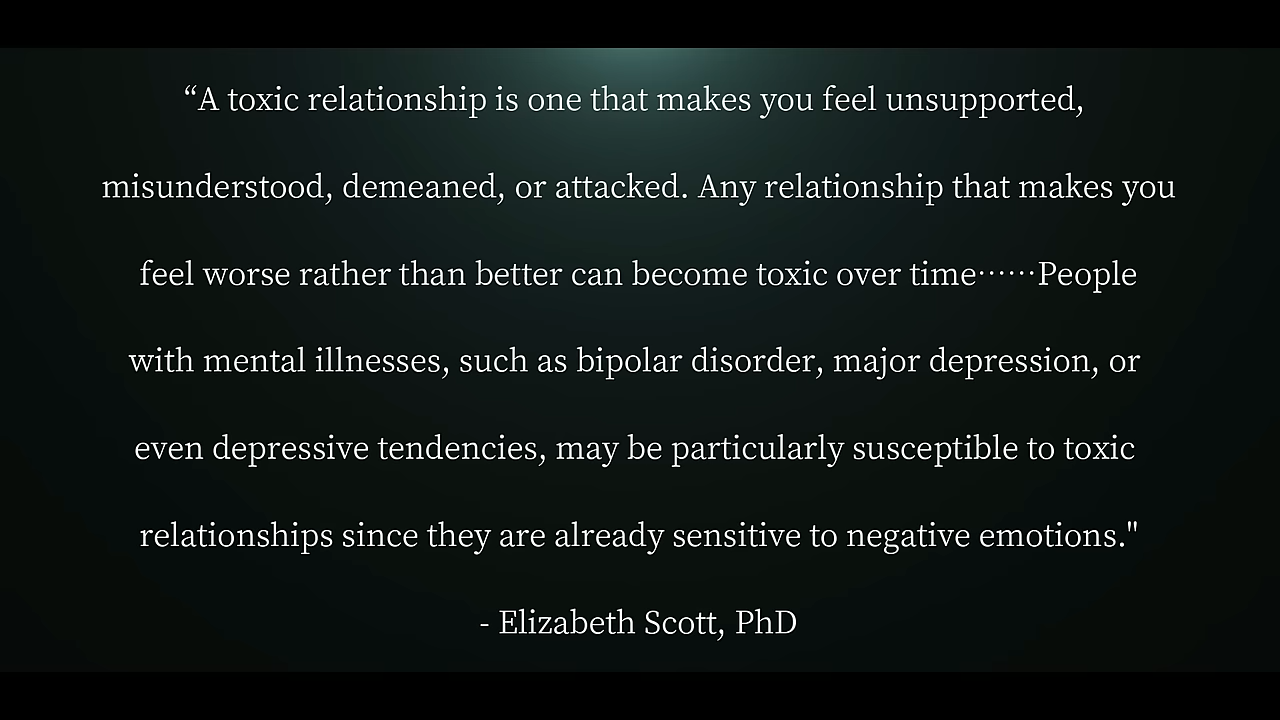 “A toxic relationship is one that makes you feel unsupported,
misunderstood, demeaned, or attacked. Any relationship that makes you
feel worse rather than better can become toxic over time⋯⋯People
with mental illnesses, such as bipolar disorder, major depression, or
even depressive tendencies, may be particularly susceptible to toxic
relationships since they are already sensitive to negative emotions."
- Elizabeth Scott, PhD